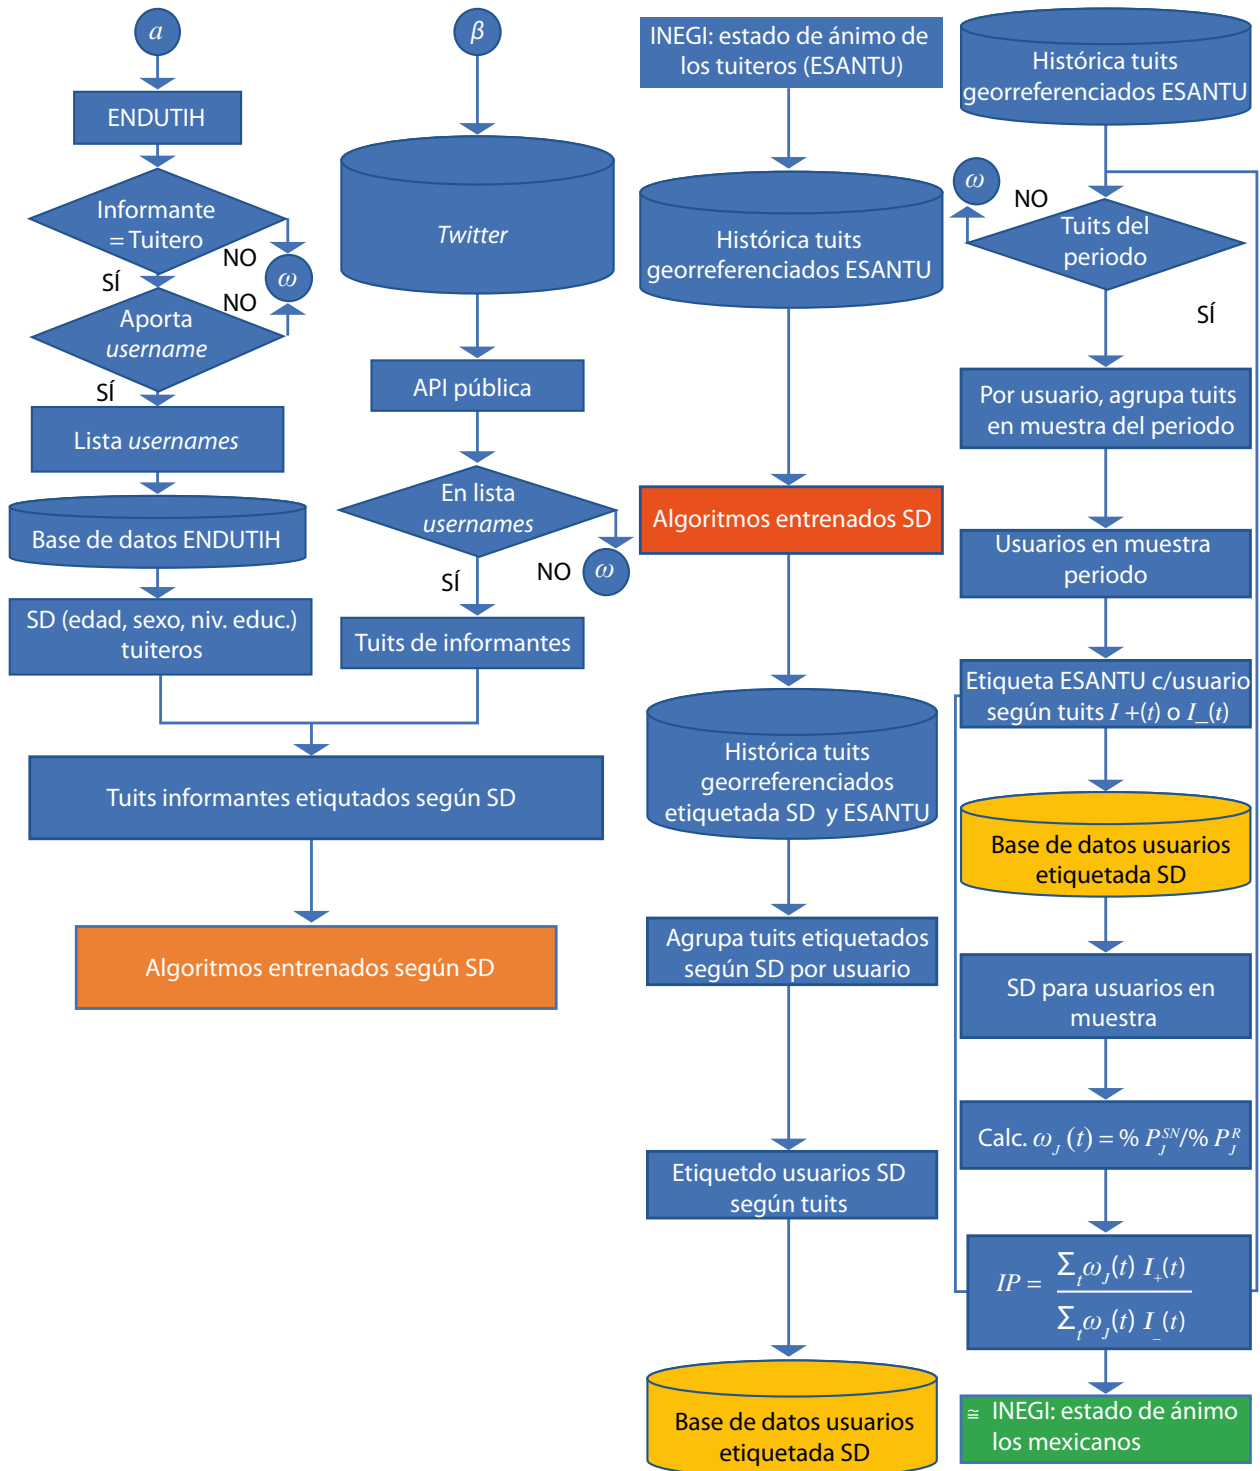 a
ENDUTIH
Informante
= Tuitero
NO
ω
SÍ
NO
Aporta
username
SÍ
Lista usernames
Base de datos ENDUTIH
SD (edad, sexo, niv. educ.)
tuiteros
β
Twitter
API pública
En lista
usernames
NO
ω
SÍ
Tuits de informantes
Tuits informantes etiqutados según SD
Algoritmos entrenados según SD
INEGI: estado de ánimo de
los tuiteros (ESANTU)
Histórica tuits
georreferenciados ESANTU
Algoritmos entrenados SD
Histórica tuits
georreferenciados
etiquetada SD y ESANTU
Agrupa tuits etiquetados
según SD por usuario
Etiquetdo usuarios SD
según tuits
Base de datos usuarios
etiquetada SD
Histórica tuits
georreferenciados ESANTU
ω
NO
Tuits del
periodo
SÍ
Por usuario, agrupa tuits
en muestra del periodo
Usuarios en muestra
periodo
Etiqueta ESANTU c/usuario
según tuits I +(t) o I_(t)
Base de datos usuarios
etiquetada SD
SD para usuarios en
muestra
Calc. ω_J (t) = % P_J^SN/% P_J^R
IP = Σ_t ω_J(t) I_+(t)
Σ_t ω_J(t) I_-(t)
≅ INEGI: estado de ánimo
los mexicanos